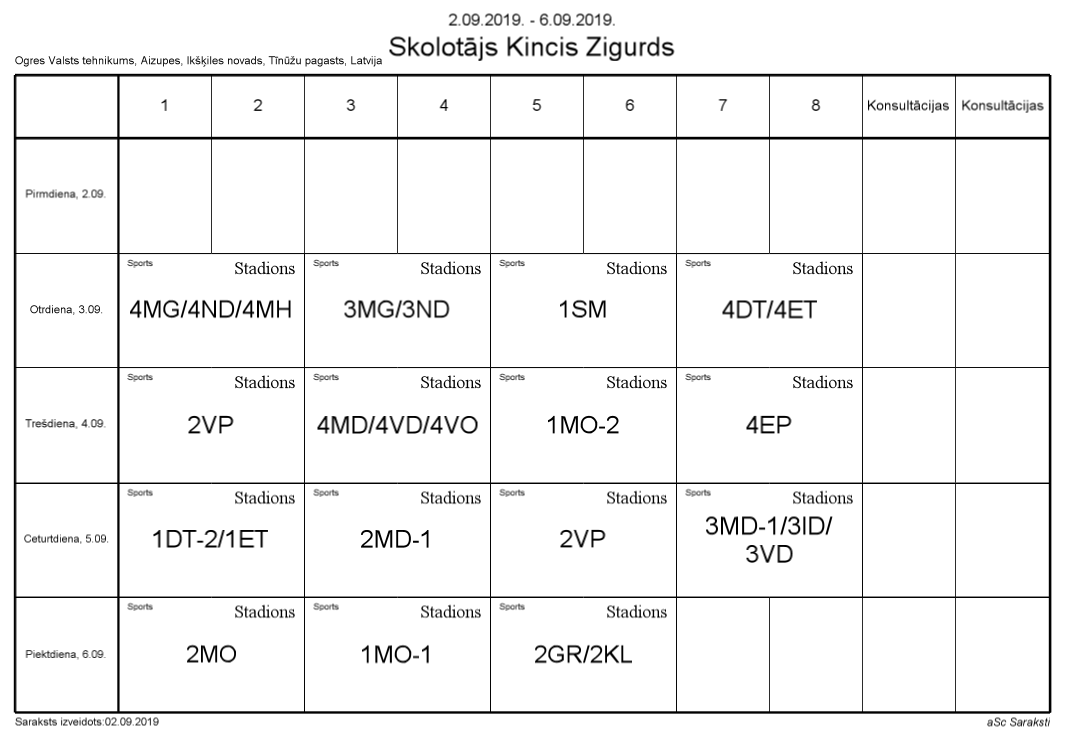 2.09.2019. - 6.09.2019.
Skolotājs Kincis Zigurds
Ogres Valsts tehnikums, Aizupes, Ikšķiles novads, Tīnūžu pagasts, Latvija
1 2 3 4 5 6 7 8 Konsultācijas Konsultācijas
Pirmdiena, 2.09.
Sports Stadions Sports Stadions Sports Stadions Sports Stadions
Otrdiena, 3.09. 4MG/4ND/4MH 3MG/3ND 1SM 4DT/4ET
Sports Stadions Sports Stadions Sports Stadions Sports Stadions
Trešdiena, 4.09. 2VP 4MD/4VD/4VO 1MO-2 4EP
Sports Stadions Sports Stadions Sports Stadions Sports Stadions
Ceturtdiena, 5.09. 1DT-2/1ET 2MD-1 2VP 3MD-1/3ID/
3VD
Sports Stadions Sports Stadions Sports Stadions
Piektdiena, 6.09. 2MO 1MO-1 2GR/2KL
Saraksts izveidots:02.09.2019 aSc Saraksti